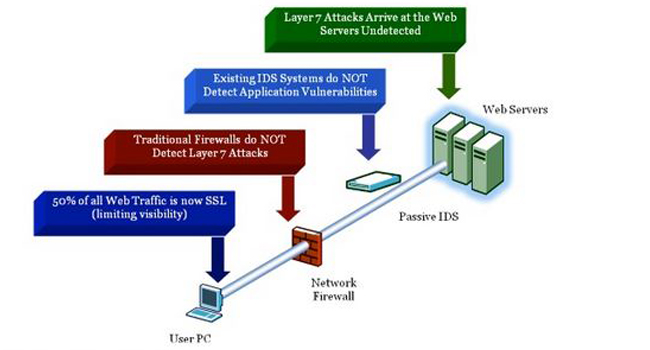 Layer 7 Attacks Arrive at the Web
Servers Undetected
Existing IDS Systems do NOT
Detect Application Vulnerabilities
Web Servers
Traditional Firewalls do NOT
Detect Layer 7 Attacks
50% of all Web Traffic is now SSL
(limiting visibility)
Passive IDS
Network
Firewall
User PC